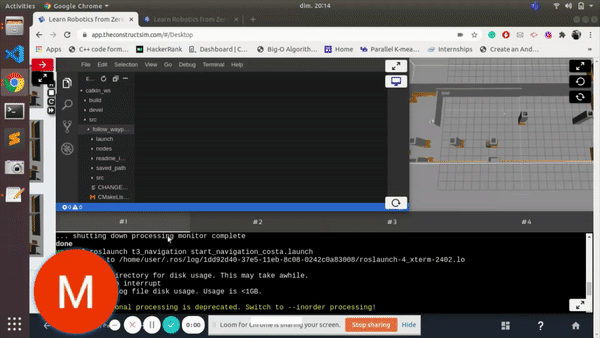 Activities
Google Chrome
dim. 20:14
Learn Robotics from Zero
Learn Robotics from Zero
app.theconstructsim.com/#/Desktop
Apps
C++ code form...
HackerRank
Dashboard | C...
Big-O Algorithm...
Home
Parallel K-mea...
Internships
Create an And...
File Edit Selection View Go Debug Terminal Help
E...
catkin_ws
build
devel
src
follow_wayp...
launch
nodes
readme_i...
saved_path
src
CHANGE...
CMakeLis...
0 0
#1
#2
#3
#4
... shutting down processing monitor complete
done
roslaunch t3_navigation start_navigation_costa.launch
to /home/user/.ros/log/1dd92d40-37e5-11eb-8c08-0242c0a83008/roslaunch-4_xterm-2402.lo
directory for disk usage. This may take awhile.
o interrupt
log file disk usage. Usage is <1GB.
onal processing is deprecated. Switch to --inorder processing!
M
0:00
Loom for Chrome is sharing your screen.
Stop sharing
Hide